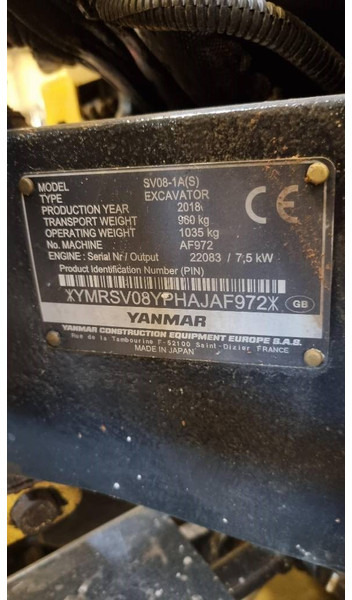 MODEL SV08-1A(S)
TYPE EXCAVATOR
PRODUCTION YEAR 2018
TRANSPORT WEIGHT 960 kg
OPERATING WEIGHT 1035 kg
No. MACHINE AF972
ENGINE : Serial Nr / Output 22083 / 7,5 kW
Product Identification Number (PIN)
*YMRSV08YPHAJAF972*
GB
YANMAR
YANMAR CONSTRUCTION EQUIPMENT EUROPE S.A.S.
Rue de la Tambourine F-52100 Saint-Dizier FRANCE
MADE IN JAPAN
CE